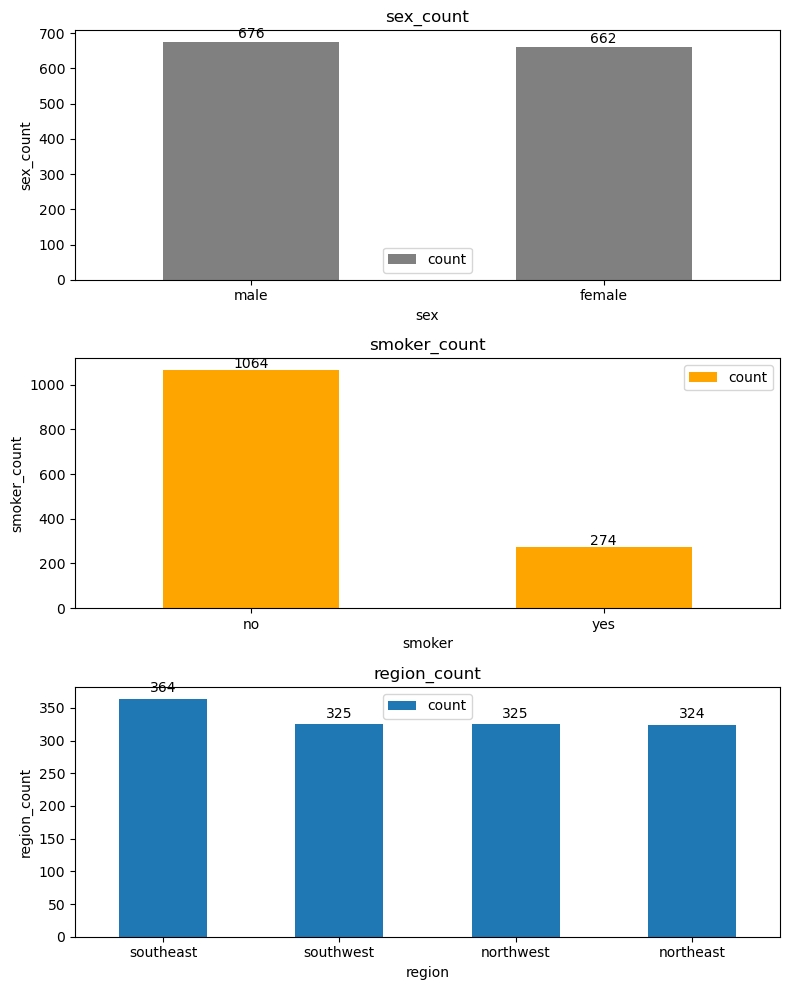 sex_count
676
662
700
600
500
400
300
200
100
0
sex_count
count
male female
sex
smoker_count
1064
274
1000
800
600
400
200
0
smoker_count
count
no yes
smoker
region_count
364
325
325
324
350
300
250
200
150
100
50
0
region_count
count
southeast southwest northwest northeast
region